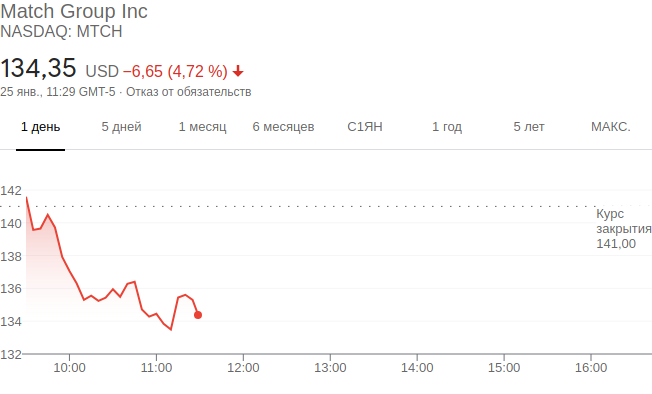 Match Group Inc
NASDAQ: MTCH
134,35 USD −6,65 (4,72 %)
25 янв., 11:29 GMT-5 · Отказ от обязательств
1 день 5 дней 1 месяц 6 месяцев С1ЯН 1 год 5 лет МАКС.
142
140
138
136
134
132
Курс
закрытия
141,00
10:00 11:00 12:00 13:00 14:00 15:00 16:00